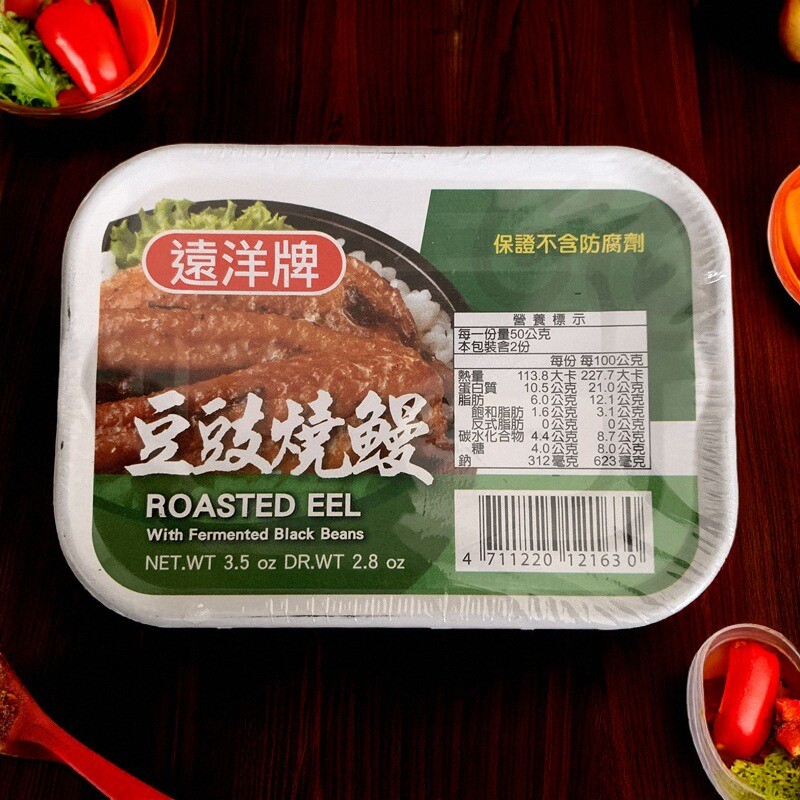 遠洋牌
保證不含防腐劑
豆豉燒鰻
ROASTED EEL
With Fermented Black Beans
NET.WT 3.5 oz DR.WT 2.8 oz
營養標示
每一份量50公克
本包裝含2份
每份 每100公克
熱量 113.8大卡 227.7大卡
蛋白質 10.5公克 21.0公克
脂肪 6.0公克 12.1公克
飽和脂肪 1.6公克 3.1公克
反式脂肪 0公克 0公克
碳水化合物 4.4公克 8.7公克
糖 4.0公克 8.0公克
鈉 312毫克 623毫克
4 711220 121630